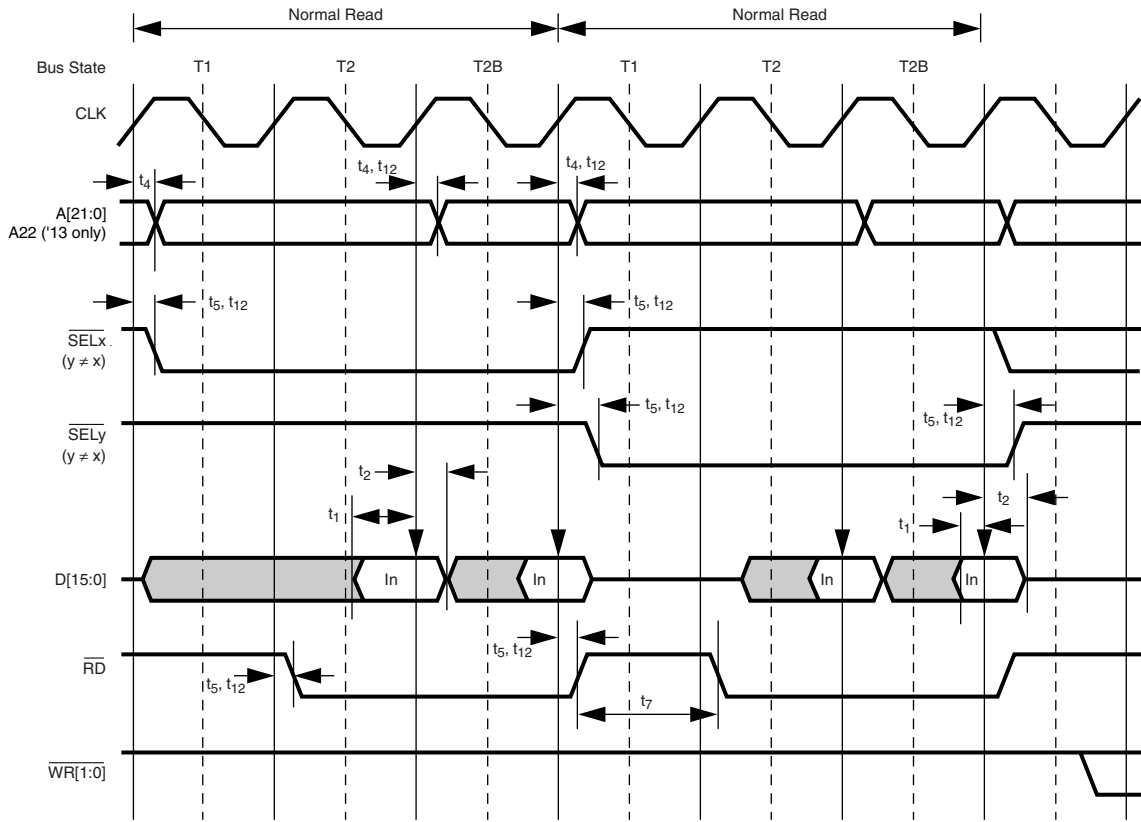 Normal Read Normal Read
Bus State T1 T2 T2B T1 T2 T2B
CLK
t4, t12 t4, t12
t4
A[21:0]
A22 ('13 only)
t5, t12 t5, t12
SELx
(y ≠ x)
t5, t12 t5, t12
SELy
(y ≠ x)
t2 t2
t1 t1
D[15:0] In In In In
t5, t12
RD
t5, t12
t7
WR[1:0]